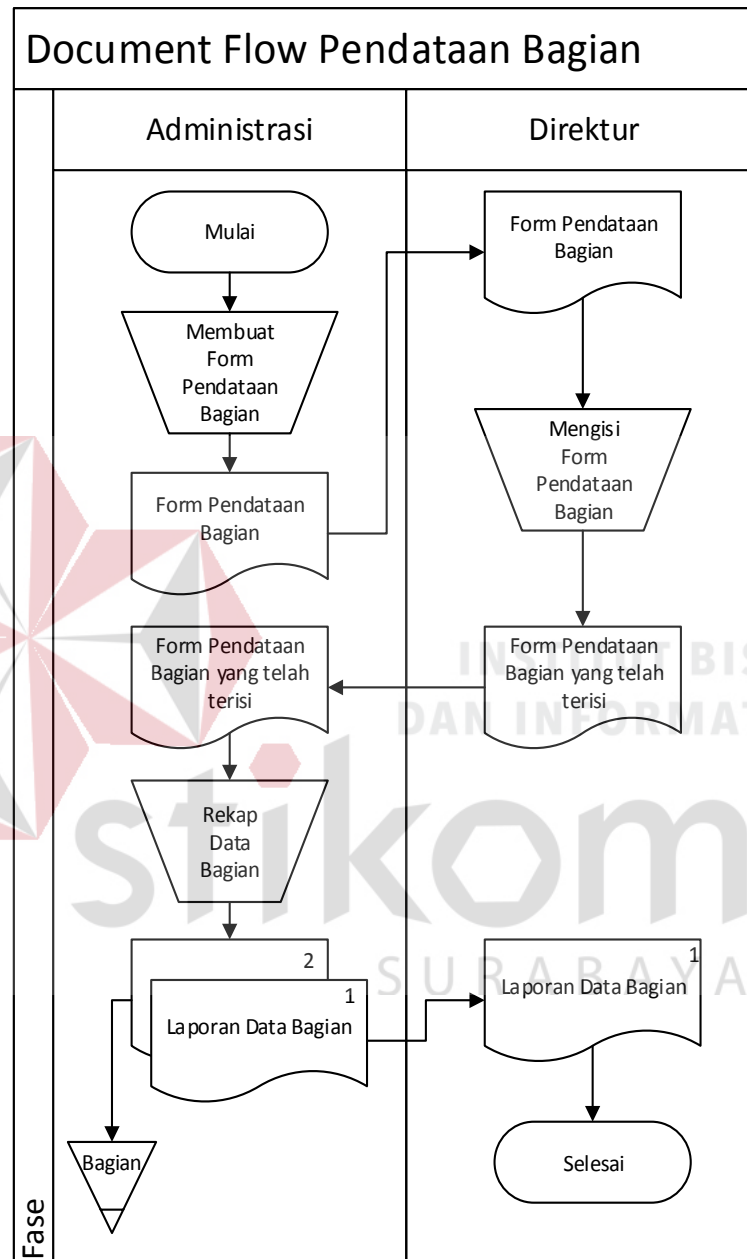 Document Flow Pendataan Bagian
Administrasi
Direktur
Mulai
Form Pendataan
Bagian
Membuat
Form
Pendataan
Bagian
Mengisi
Form
Pendataan
Bagian
Form Pendataan
Bagian
Form Pendataan
Bagian yang telah
terisi
Form Pendataan
Bagian yang telah
terisi
INSTITUT BIS
DAN INFORMAT
Rekap
Data
Bagian
stikom
SURABAYA
2
1
Laporan Data Bagian
1
Laporan Data Bagian
Bagian
Selesai
Fase